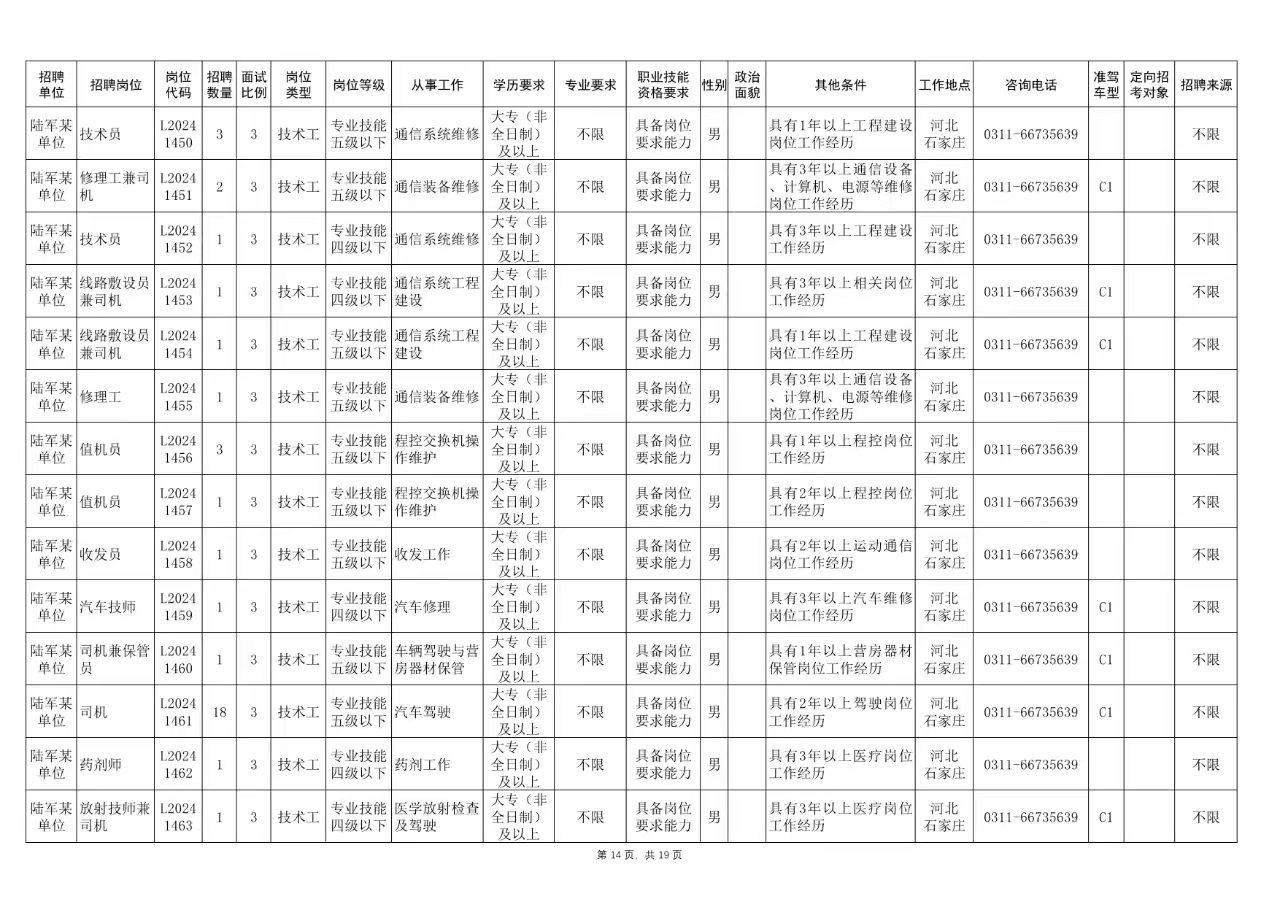 招聘单位 招聘岗位 岗位代码 招聘数量 面试比例 岗位类型 岗位等级 从事工作 学历要求 专业要求 职业技能资格要求 性别 政治面貌 其他条件 工作地点 咨询电话 准驾车型 定向招考对象 招聘来源
陆军某单位 技术员 L20241450 3 3 技术工 专业技能五级以下 通信系统维修 大专（非全日制）及以上 不限 具备岗位要求能力 男 具有1年以上工程建设岗位工作经历 河北石家庄 0311-66735639 不限
陆军某单位 修理工兼司机 L20241451 2 3 技术工 专业技能五级以下 通信装备维修 大专（非全日制）及以上 不限 具备岗位要求能力 男 具有3年以上通信设备、计算机、电源等维修岗位工作经历 河北石家庄 0311-66735639 C1 不限
陆军某单位 技术员 L20241452 1 3 技术工 专业技能四级以下 通信系统维修 大专（非全日制）及以上 不限 具备岗位要求能力 男 具有3年以上工程建设工作经历 河北石家庄 0311-66735639 不限
陆军某单位 线路敷设员兼司机 L20241453 1 3 技术工 专业技能四级以下 通信系统工程建设 大专（非全日制）及以上 不限 具备岗位要求能力 男 具有3年以上相关岗位工作经历 河北石家庄 0311-66735639 C1 不限
陆军某单位 线路敷设员兼司机 L20241454 1 3 技术工 专业技能五级以下 通信系统工程建设 大专（非全日制）及以上 不限 具备岗位要求能力 男 具有1年以上工程建设岗位工作经历 河北石家庄 0311-66735639 C1 不限
陆军某单位 修理工 L20241455 1 3 技术工 专业技能五级以下 通信装备维修 大专（非全日制）及以上 不限 具备岗位要求能力 男 具有3年以上通信设备、计算机、电源等维修岗位工作经历 河北石家庄 0311-66735639 不限
陆军某单位 值机员 L20241456 3 3 技术工 专业技能五级以下 程控交换机操作维护 大专（非全日制）及以上 不限 具备岗位要求能力 男 具有1年以上程控岗位工作经历 河北石家庄 0311-66735639 不限
陆军某单位 值机员 L20241457 1 3 技术工 专业技能五级以下 程控交换机操作维护 大专（非全日制）及以上 不限 具备岗位要求能力 男 具有2年以上程控岗位工作经历 河北石家庄 0311-66735639 不限
陆军某单位 收发员 L20241458 1 3 技术工 专业技能五级以下 收发工作 大专（非全日制）及以上 不限 具备岗位要求能力 男 具有2年以上运动通信岗位工作经历 河北石家庄 0311-66735639 不限
陆军某单位 汽车技师 L20241459 1 3 技术工 专业技能四级以下 汽车修理 大专（非全日制）及以上 不限 具备岗位要求能力 男 具有3年以上汽车维修岗位工作经历 河北石家庄 0311-66735639 C1 不限
陆军某单位 司机兼保管员 L20241460 1 3 技术工 专业技能五级以下 车辆驾驶与营房器材保管 大专（非全日制）及以上 不限 具备岗位要求能力 男 具有1年以上营房器材保管岗位工作经历 河北石家庄 0311-66735639 C1 不限
陆军某单位 司机 L20241461 18 3 技术工 专业技能五级以下 汽车驾驶 大专（非全日制）及以上 不限 具备岗位要求能力 男 具有2年以上驾驶岗位工作经历 河北石家庄 0311-66735639 C1 不限
陆军某单位 药剂师 L20241462 1 3 技术工 专业技能四级以下 药剂工作 大专（非全日制）及以上 不限 具备岗位要求能力 男 具有3年以上医疗岗位工作经历 河北石家庄 0311-66735639 不限
陆军某单位 放射技师兼司机 L20241463 1 3 技术工 专业技能四级以下 医学放射检查及驾驶 大专（非全日制）及以上 不限 具备岗位要求能力 男 具有3年以上医疗岗位工作经历 河北石家庄 0311-66735639 C1 不限
第 14 页，共 19 页